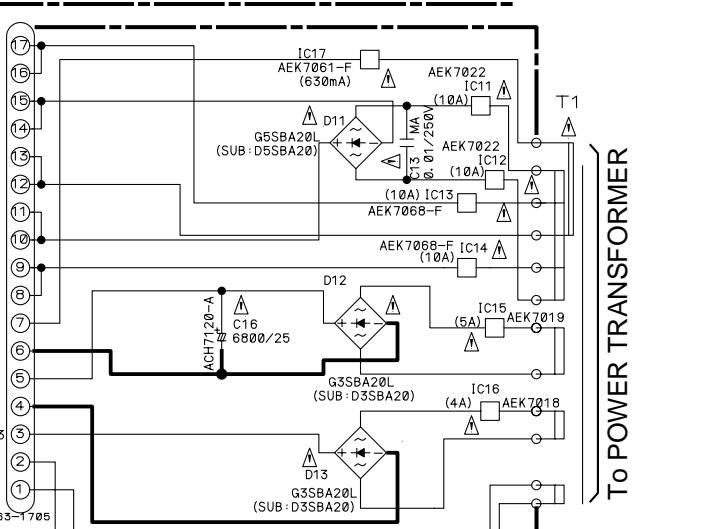 17
16
15
14
13
12
11
10
9
8
7
6
5
4
3
2
1
63-1705
IC17
AEK7061-F
(630mA)
AEK7022
IC11
(10A)
T1
D11
G5SBA20L
(SUB:D5SBA20)
C13
0.01/250V
MA
AEK7022
IC12
(10A)
(10A) IC13
AEK7068-F
AEK7068-F
IC14
(10A)
D12
ACH7120-A
C16
6800/25
IC15
(5A)
AEK7019
G3SBA20L
(SUB:D3SBA20)
IC16
(4A)
AEK7018
D13
G3SBA20L
(SUB:D3SBA20)
To POWER TRANSFORMER